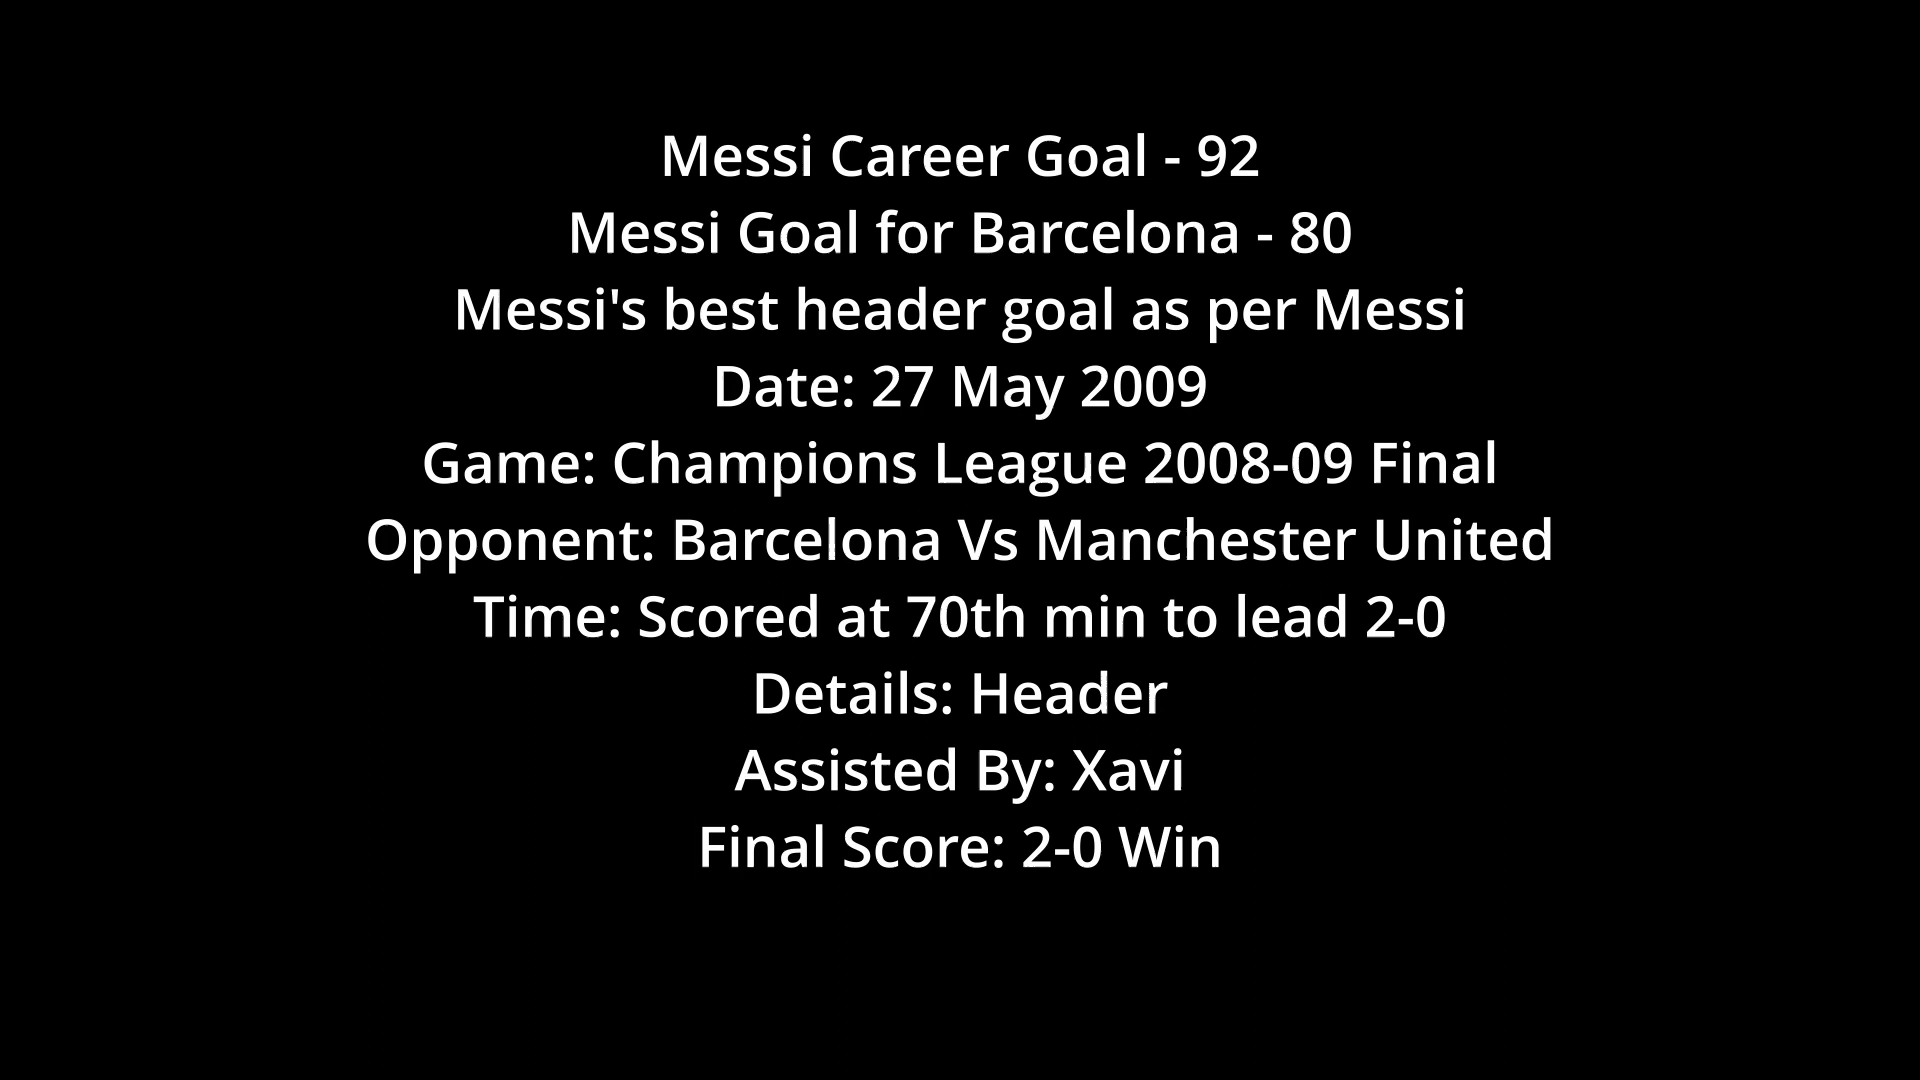 Messi Career Goal - 92
Messi Goal for Barcelona - 80
Messi's best header goal as per Messi
Date: 27 May 2009
Game: Champions League 2008-09 Final
Opponent: Barcelona Vs Manchester United
Time: Scored at 70th min to lead 2-0
Details: Header
Assisted By: Xavi
Final Score: 2-0 Win